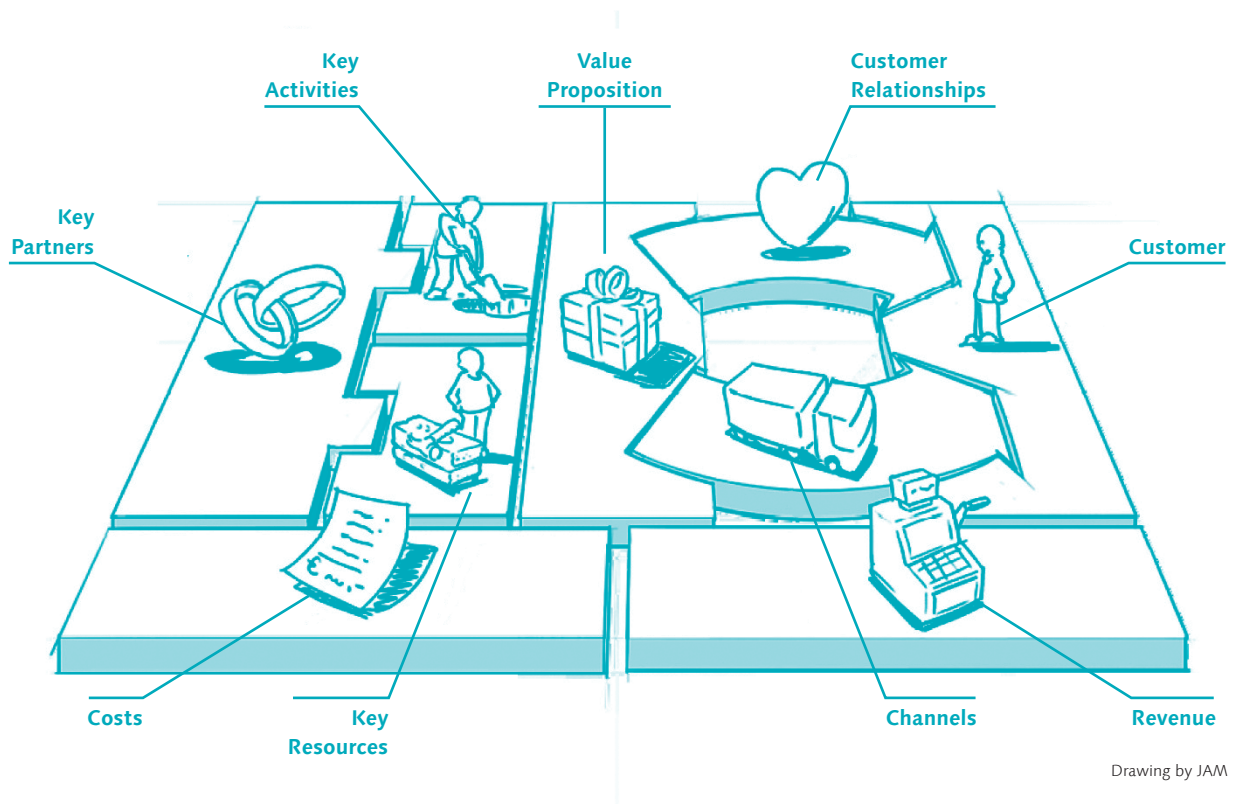 Key
Activities
Value
Proposition
Customer
Relationships
Key
Partners
Customer
Costs
Key
Resources
Channels
Revenue
Drawing by JAM